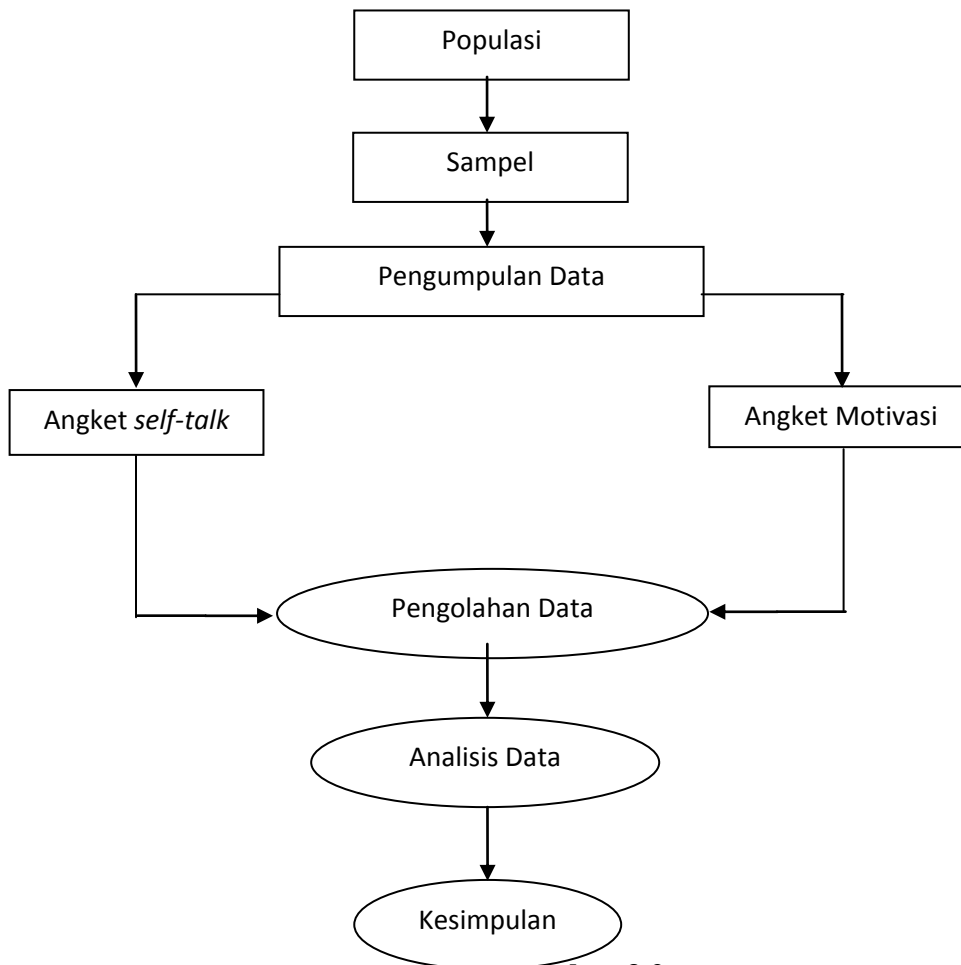 Populasi
Sampel
Pengumpulan Data
Angket self-talk
Angket Motivasi
Pengolahan Data
Analisis Data
Kesimpulan